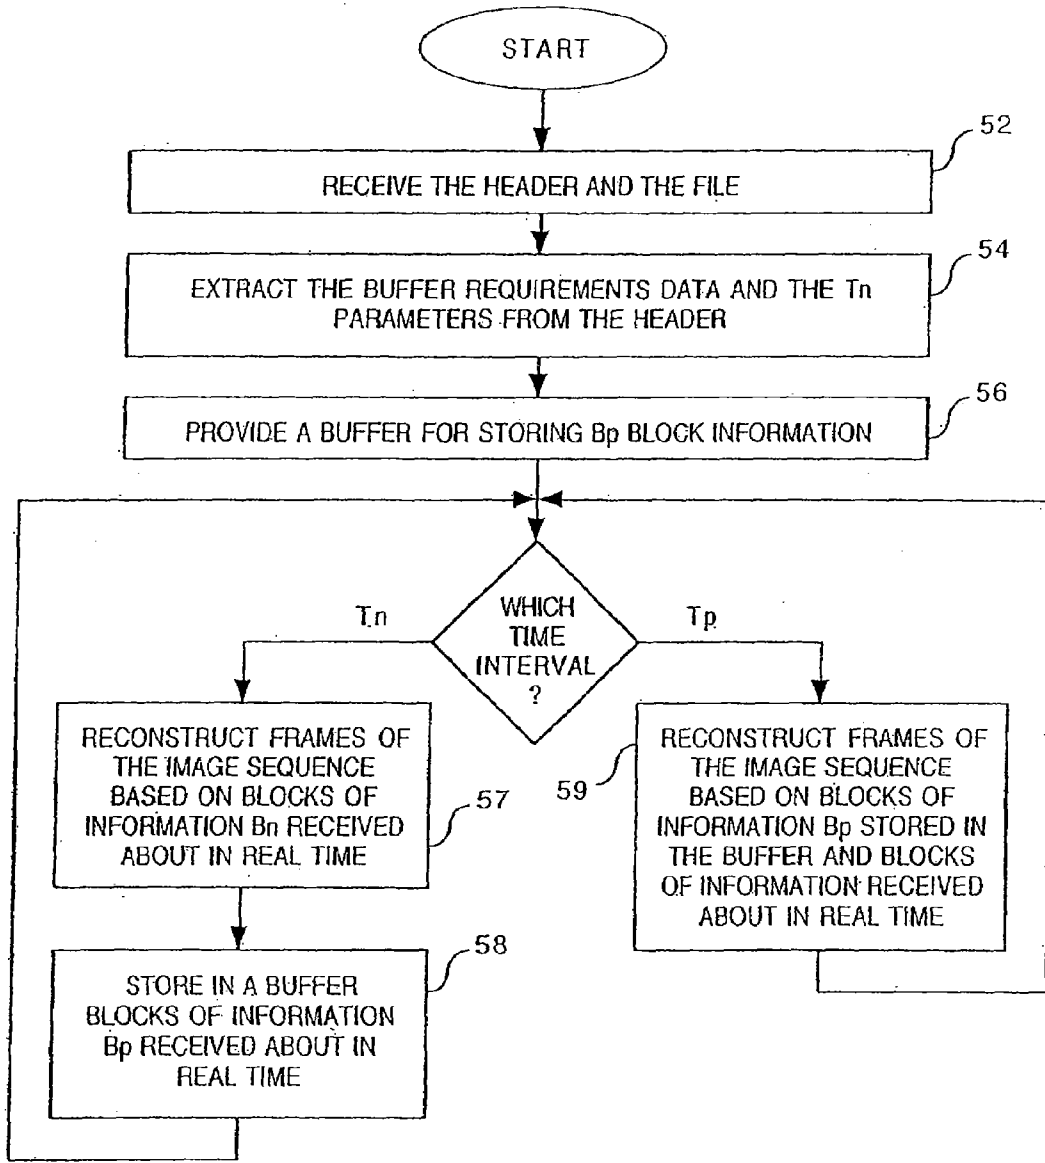 START
52
RECEIVE THE HEADER AND THE FILE
54
EXTRACT THE BUFFER REQUIREMENTS DATA AND THE Tn
PARAMETERS FROM THE HEADER
56
PROVIDE A BUFFER FOR STORING Bp BLOCK INFORMATION
Tn
WHICH
TIME
INTERVAL
?
Tp
RECONSTRUCT FRAMES OF
THE IMAGE SEQUENCE
BASED ON BLOCKS OF
INFORMATION Bn RECEIVED
ABOUT IN REAL TIME
57
59
RECONSTRUCT FRAMES OF
THE IMAGE SEQUENCE
BASED ON BLOCKS OF
INFORMATION Bp STORED IN
THE BUFFER AND BLOCKS
OF INFORMATION RECEIVED
ABOUT IN REAL TIME
58
STORE IN A BUFFER
BLOCKS OF INFORMATION
Bp RECEIVED ABOUT IN
REAL TIME